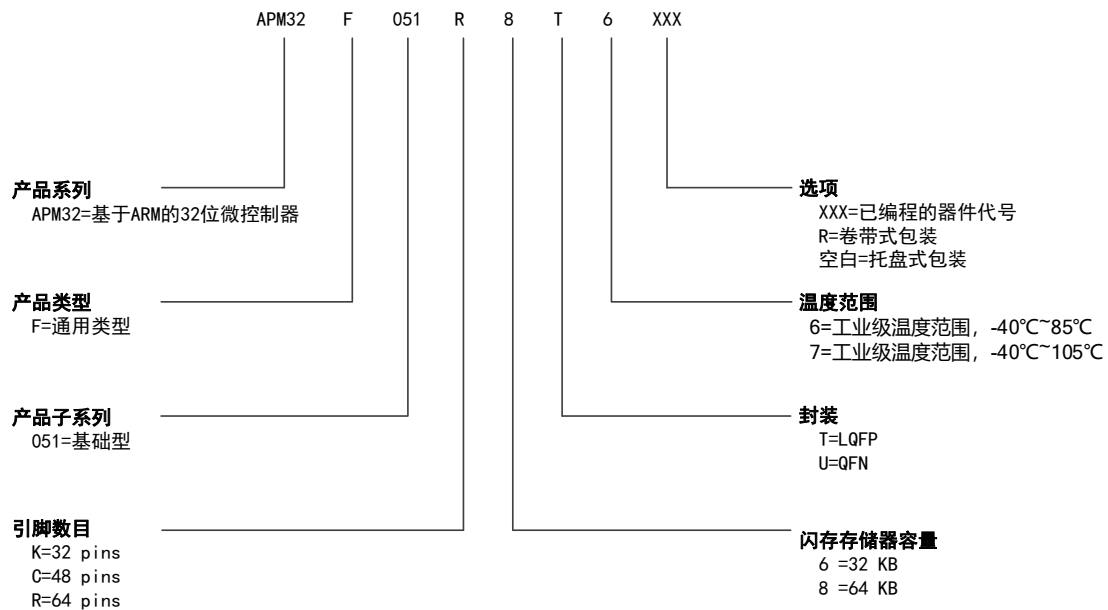 APM32 F 051 R 8 T 6 XXX
产品系列
APM32=基于ARM的32位微控制器
产品类型
F=通用类型
产品子系列
051=基础型
引脚数目
K=32 pins
C=48 pins
R=64 pins
选项
XXX=已编程的器件代号
R=卷带式包装
空白=托盘式包装
温度范围
6=工业级温度范围，-40℃~85℃
7=工业级温度范围，-40℃~105℃
封装
T=LQFP
U=QFN
闪存存储器容量
6 =32 KB
8 =64 KB